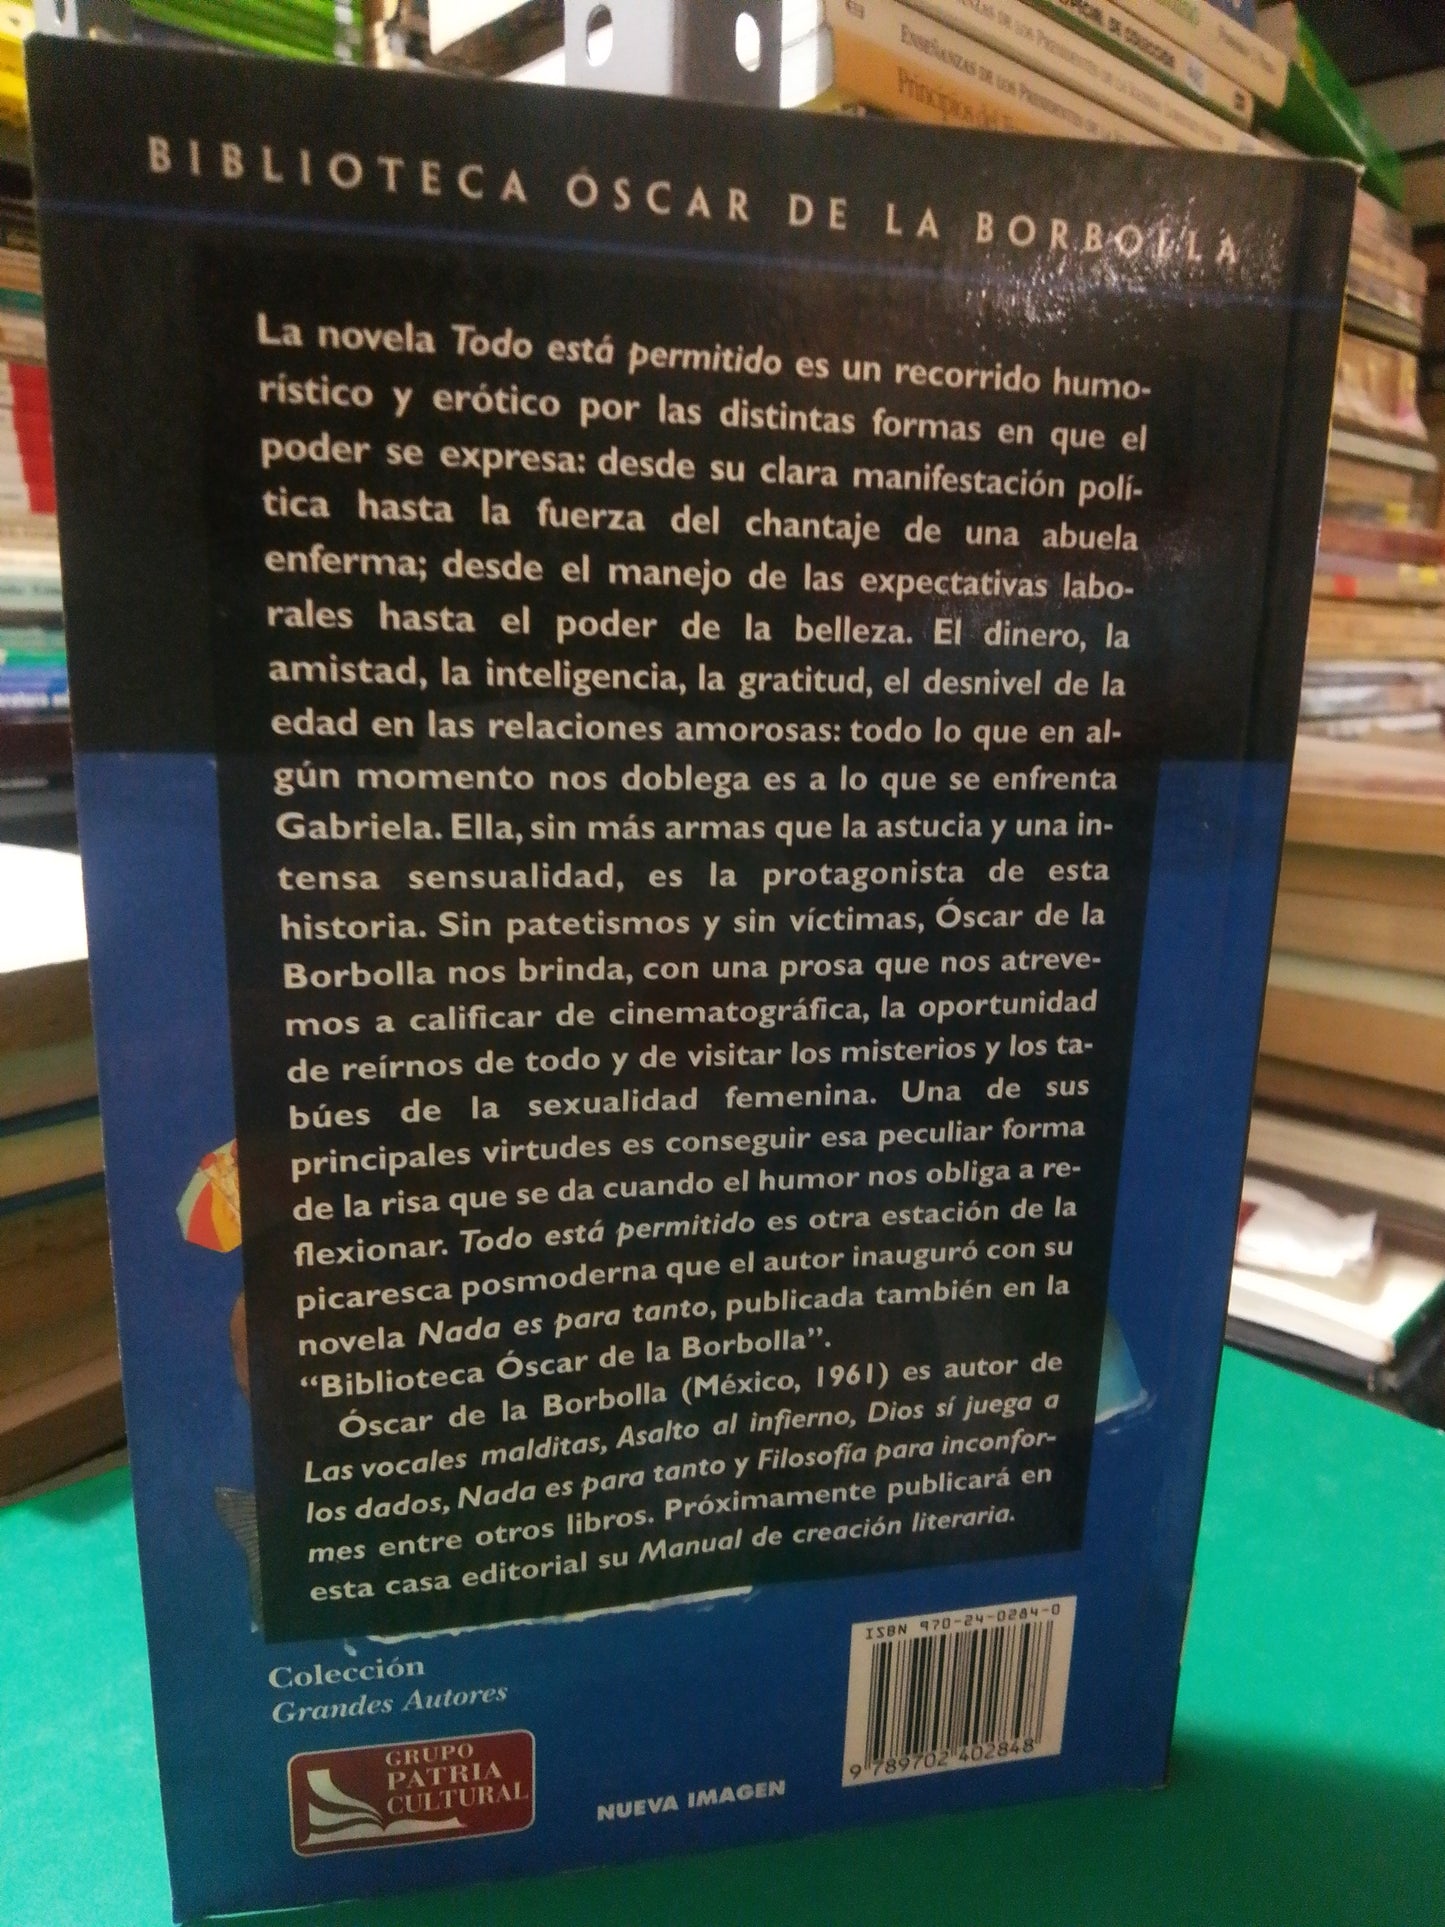 ENSEÑANZAS DE LOS PRESIDENTES DE LA
Principios del
BIBLIOTECA ÓSCAR DE LA BORBOLLA
La novela Todo está permitido es un recorrido humo-
rístico y erótico por las distintas formas en que el
poder se expresa: desde su clara manifestación polí-
tica hasta la fuerza del chantaje de una abuela
enferma; desde el manejo de las expectativas labo-
rales hasta el poder de la belleza. El dinero, la
amistad, la inteligencia, la gratitud, el desnivel de la
edad en las relaciones amorosas: todo lo que en al-
gún momento nos doblega es a lo que se enfrenta
Gabriela. Ella, sin más armas que la astucia y una in-
tensa sensualidad, es la protagonista de esta
historia. Sin patetismos y sin víctimas, Óscar de la
Borbolla nos brinda, con una prosa que nos atreve-
mos a calificar de cinematográfica, la oportunidad
de reírnos de todo y de visitar los misterios y los ta-
búes de la sexualidad femenina. Una de sus
principales virtudes es conseguir esa peculiar forma
de la risa que se da cuando el humor nos obliga a re-
flexionar. Todo está permitido es otra estación de la
picaresca posmoderna que el autor inauguró con su
novela Nada es para tanto, publicada también en la
“Biblioteca Óscar de la Borbolla”.
Óscar de la Borbolla (México, 1961) es autor de
Las vocales malditas, Asalto al infierno, Dios sí juega a
los dados, Nada es para tanto y Filosofía para inconfor-
mes entre otros libros. Próximamente publicará en
esta casa editorial su Manual de creación literaria.
Colección
Grandes Autores
GRUPO
PATRIA
CULTURAL
NUEVA IMAGEN
ISBN 970-24-0284-0
9 789702 402848